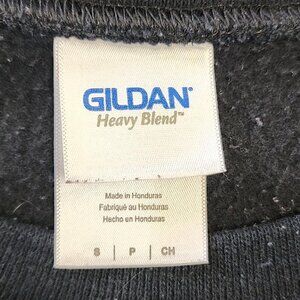 GILDAN®
Heavy Blend™
Made in Honduras
Fabriqué au Honduras
Hecho en Honduras
S | P | CH